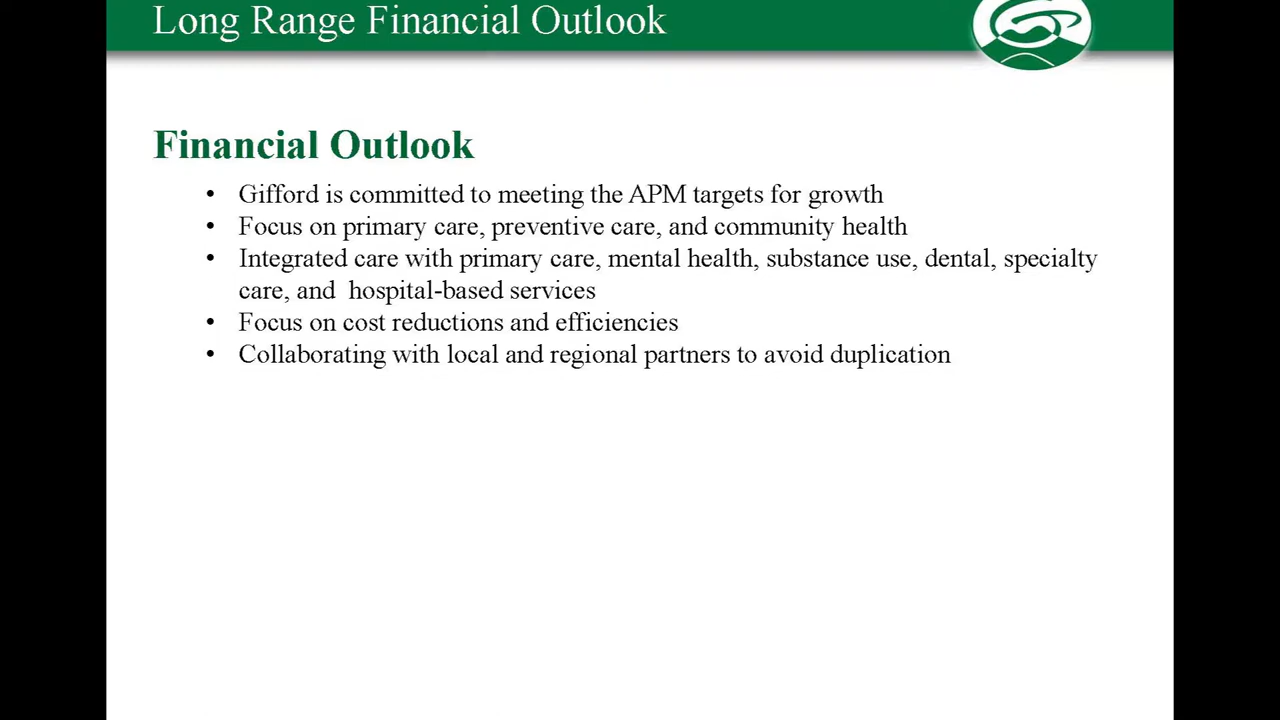 Long Range Financial Outlook
Financial Outlook
• Gifford is committed to meeting the APM targets for growth
• Focus on primary care, preventive care, and community health
• Integrated care with primary care, mental health, substance use, dental, specialty
care, and hospital-based services
• Focus on cost reductions and efficiencies
• Collaborating with local and regional partners to avoid duplication